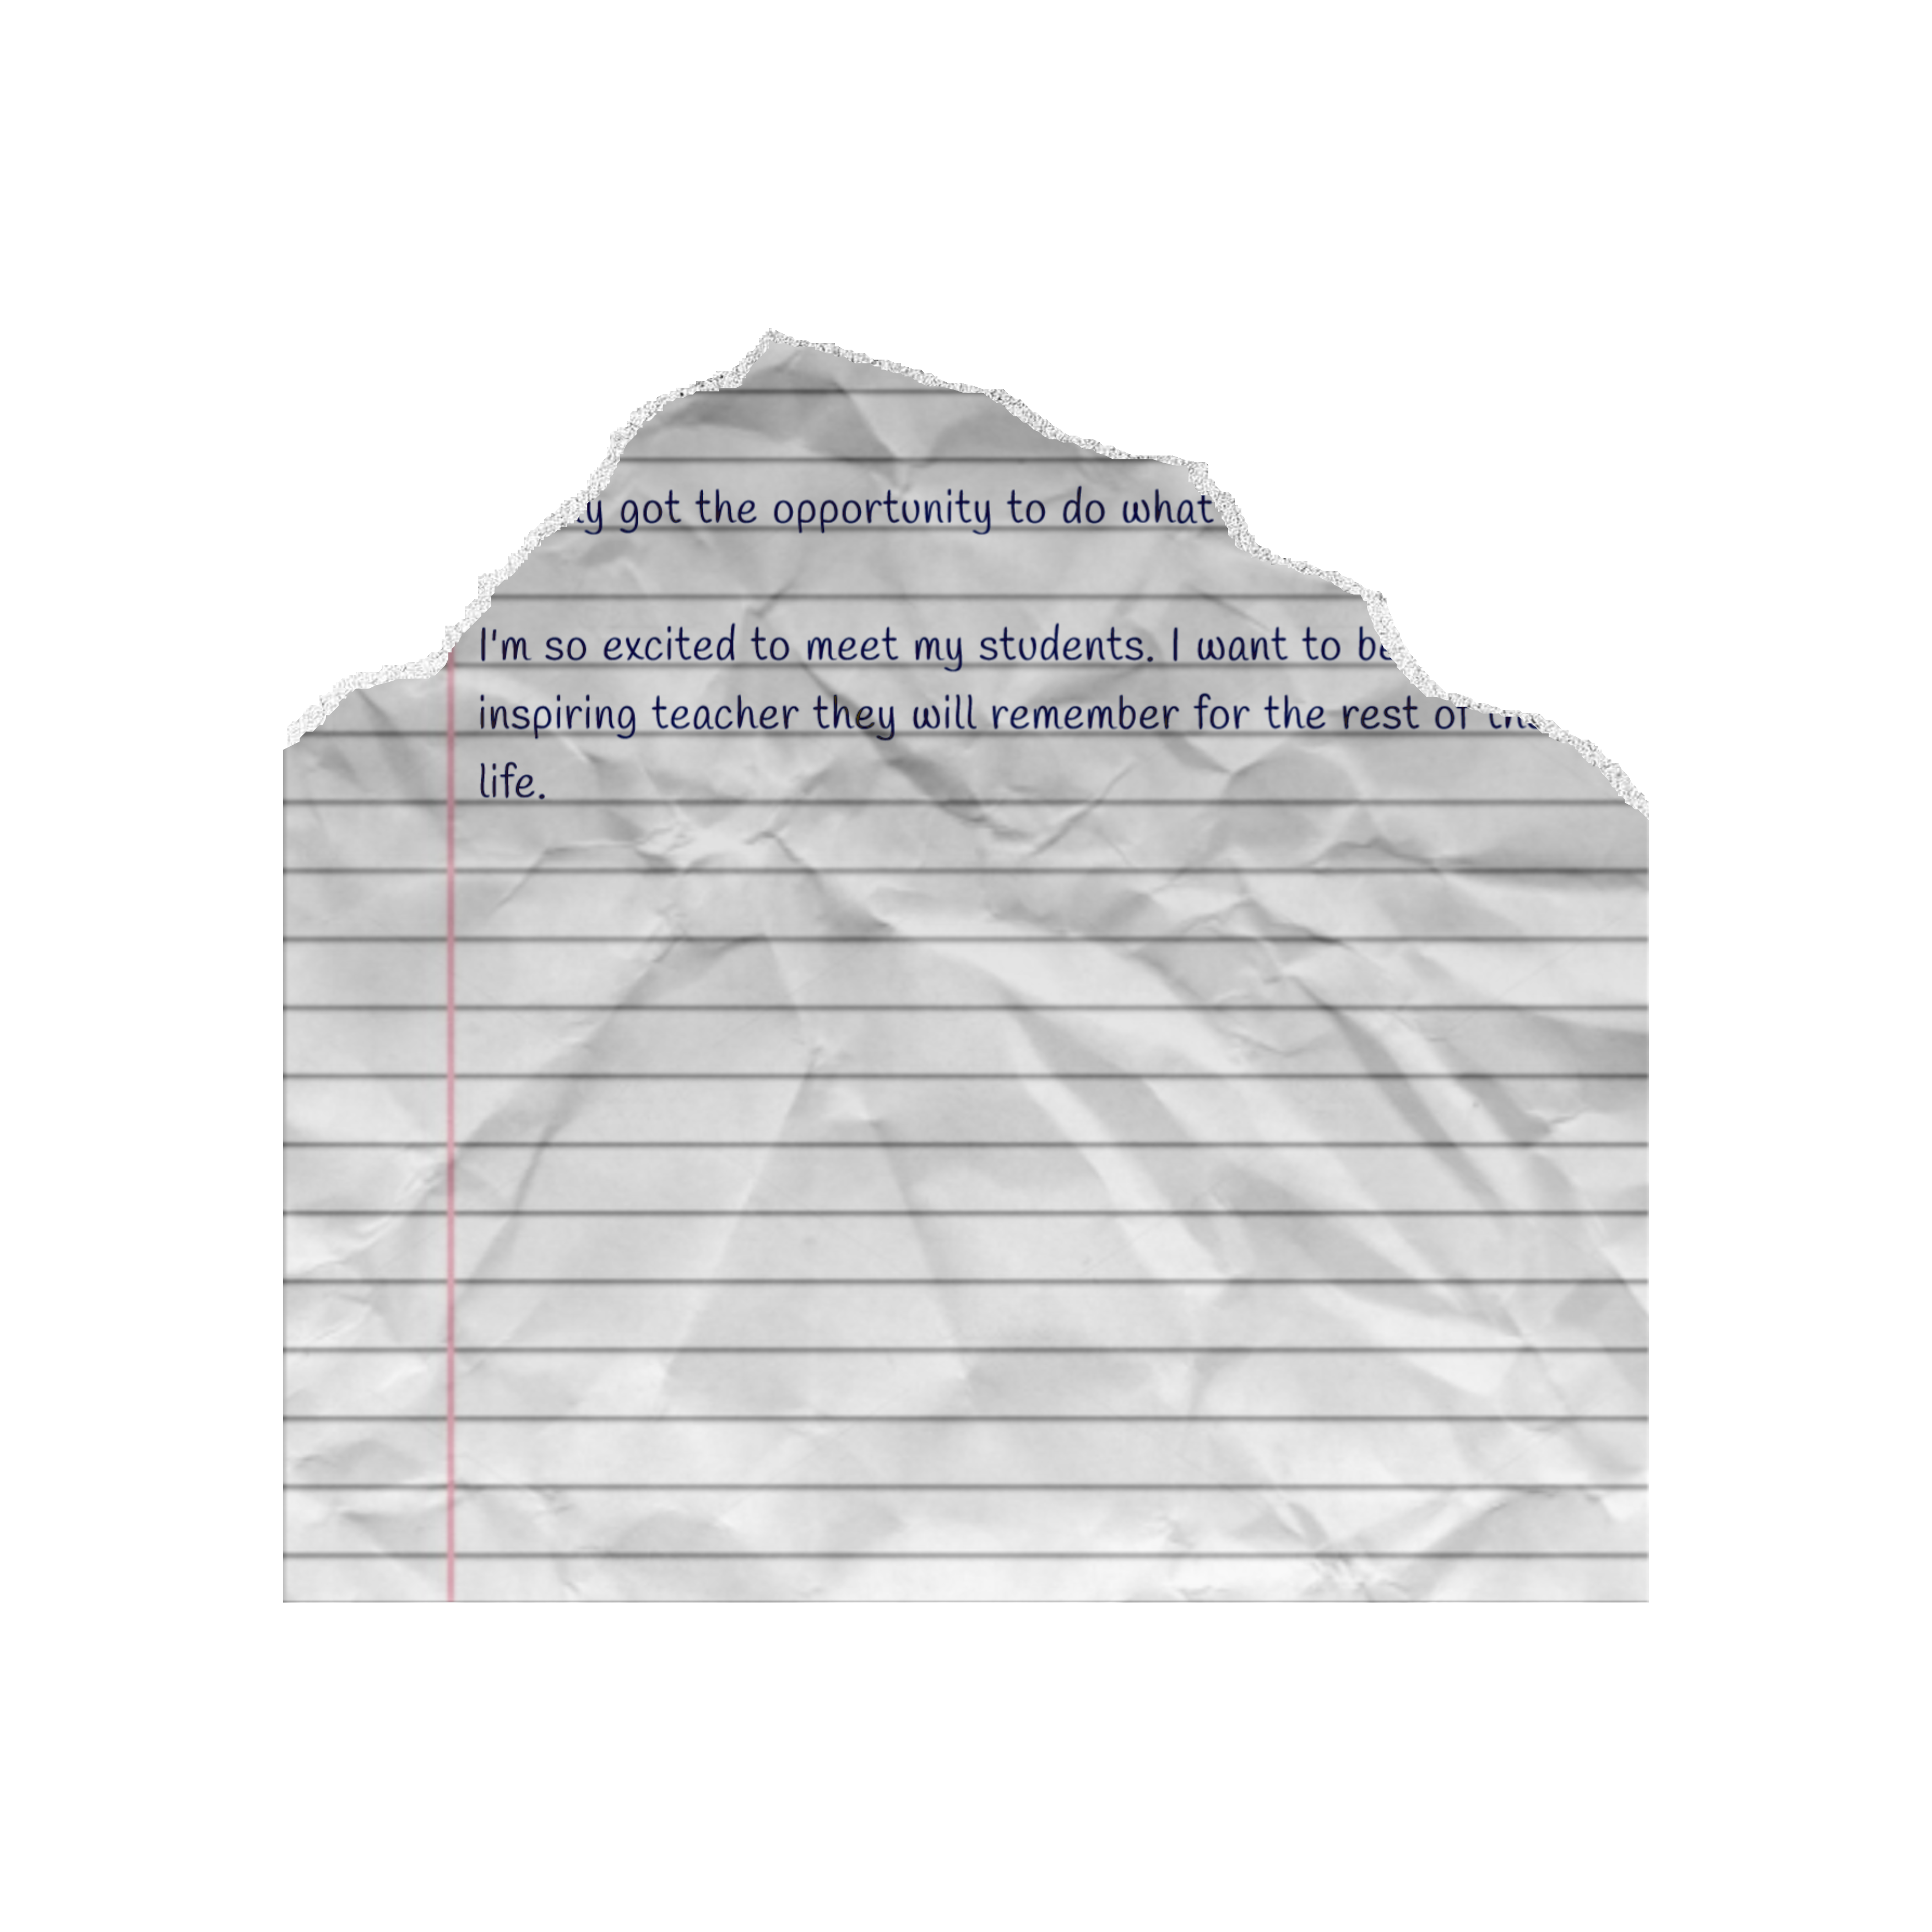 got the opportunity to do what
I'm so excited to meet my students. I want to
inspiring teacher they will remember for the rest of
life.